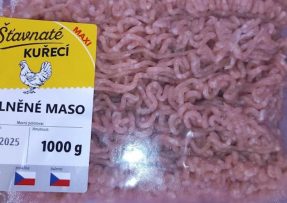 Šťavnaté
MAXI
KUŘECÍ
LNĚNÉ MASO
2025
1000 g